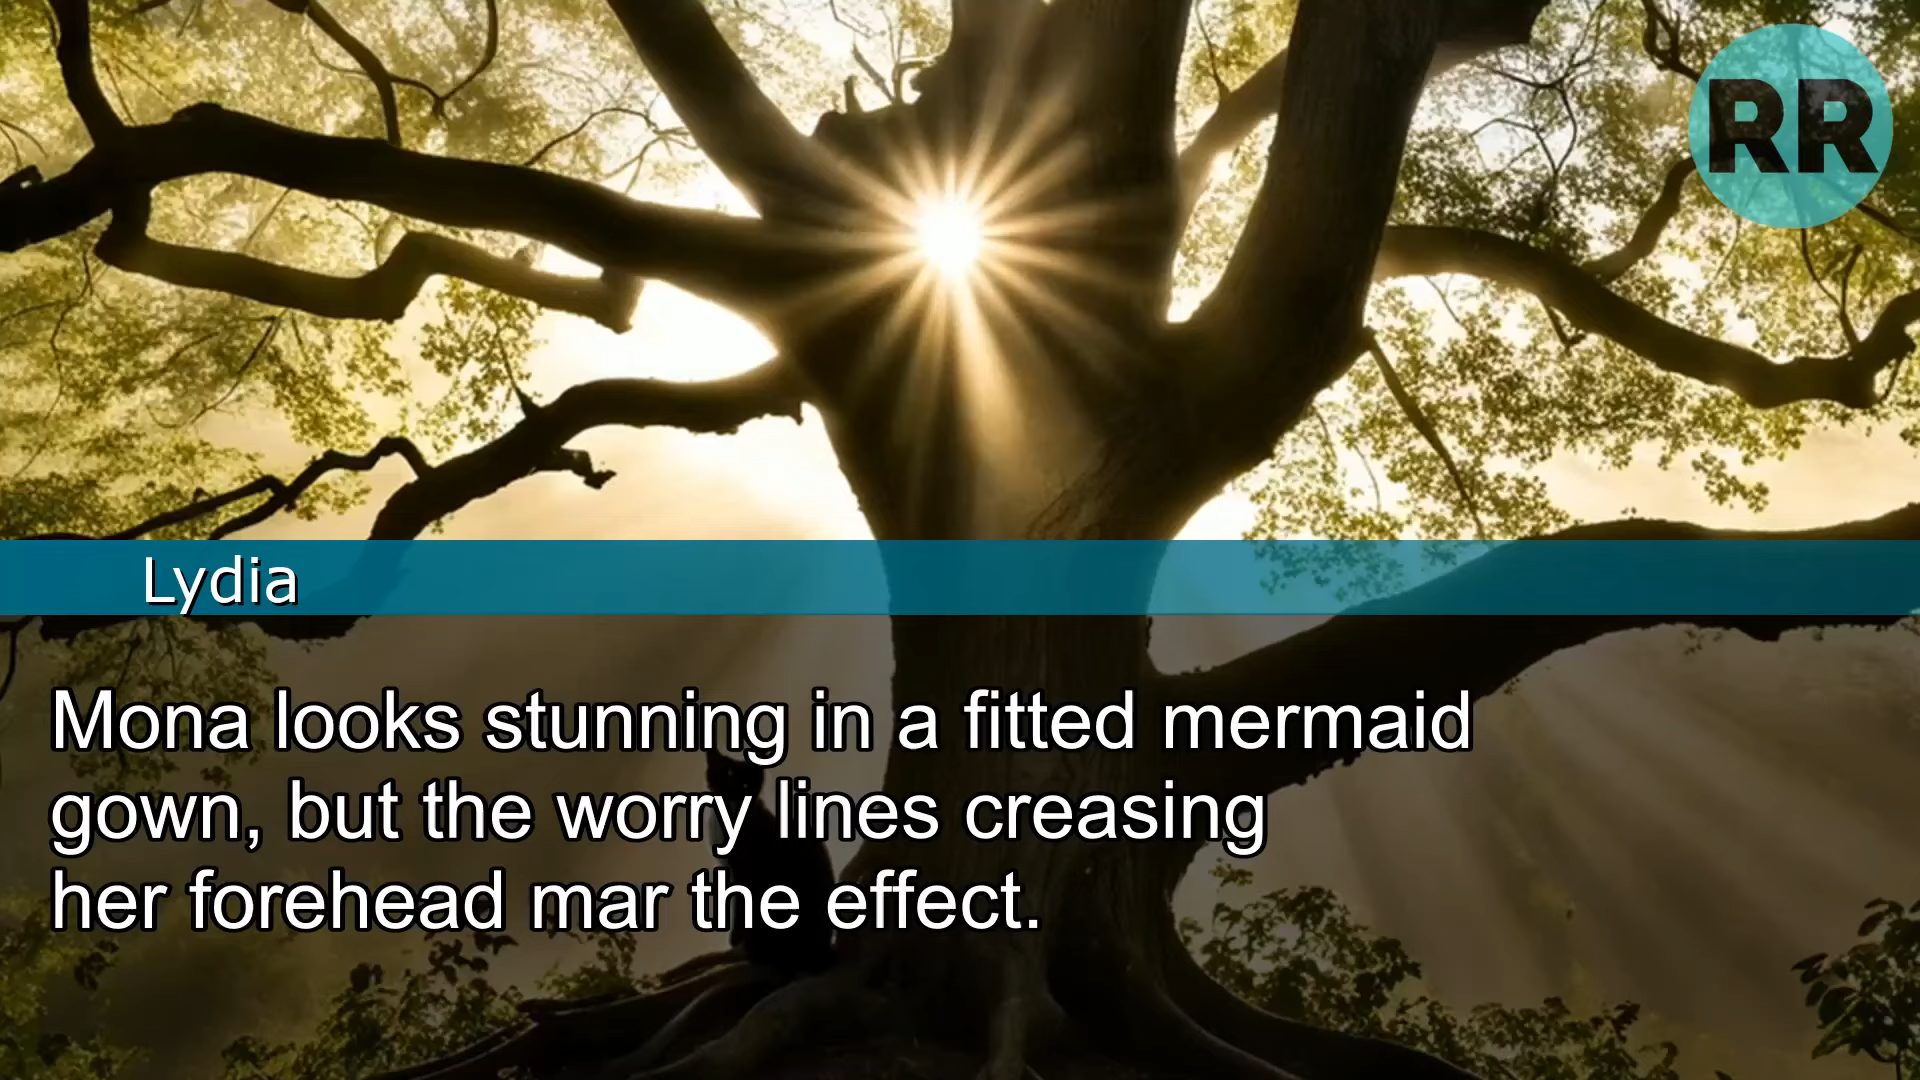 RR
Lydia
Mona looks stunning in a fitted mermaid
gown, but the worry lines creasing
her forehead mar the effect.